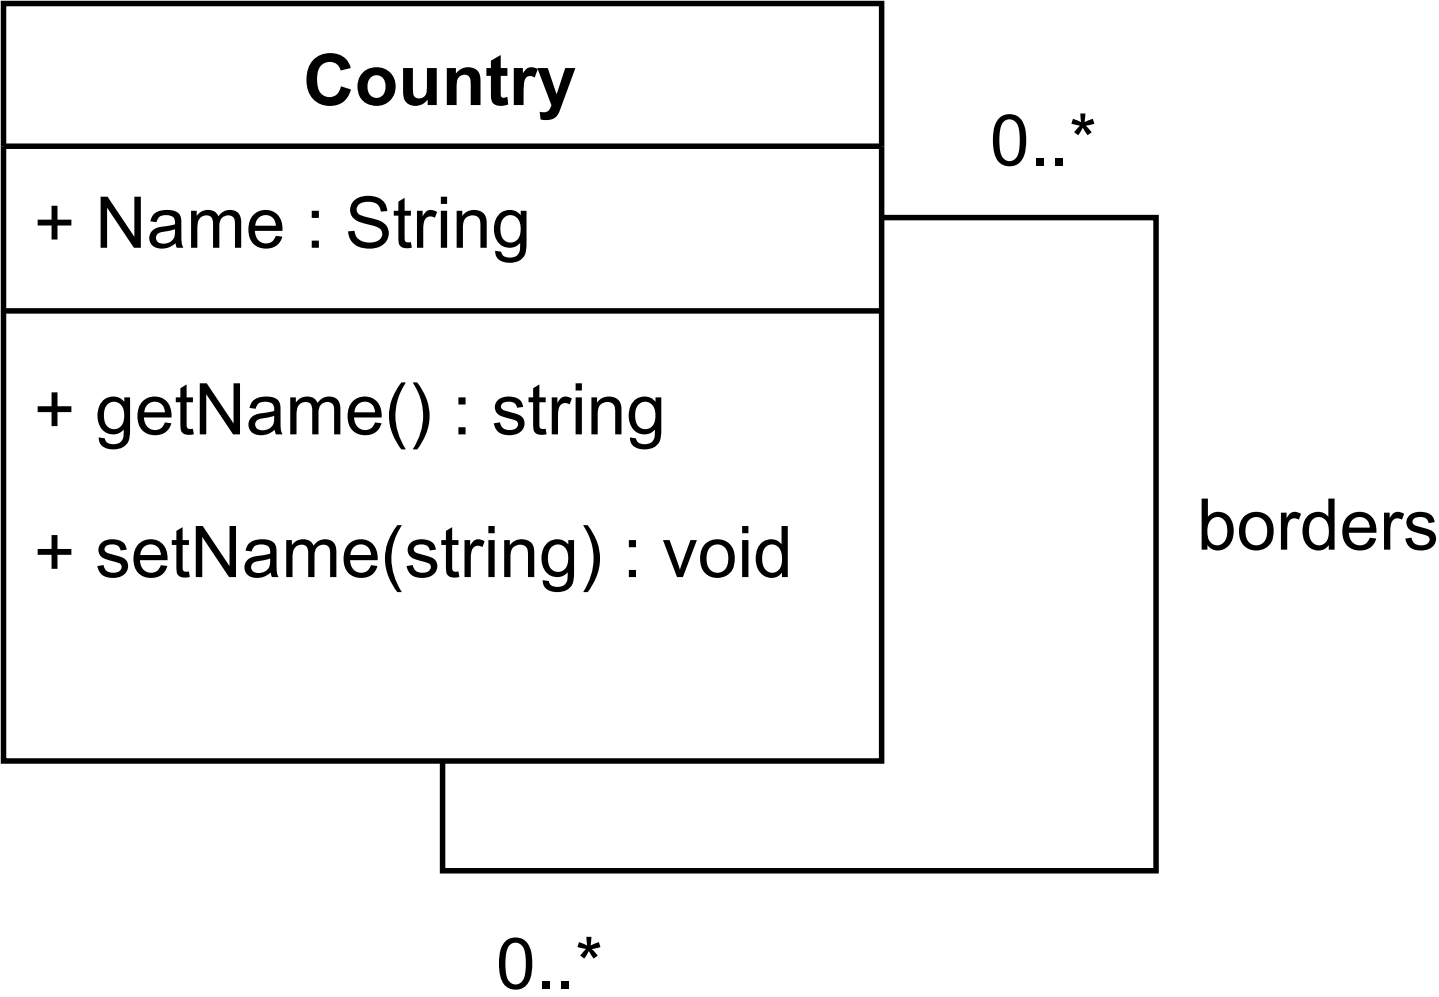 Country
+ Name : String
+ getName() : string
+ setName(string) : void
0..*
borders
0..*